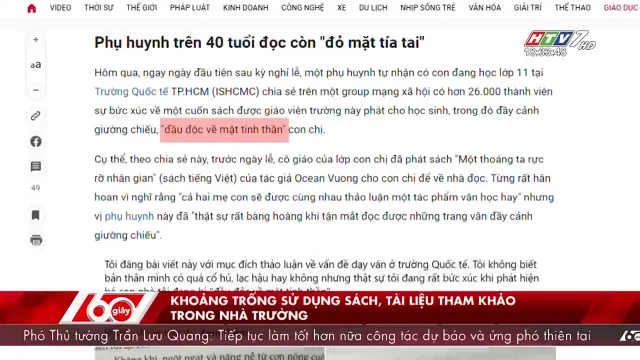 VIDEO PHÁP LUẬT KINH DOANH CÔNG NGHỆ XE DU LỊCH NHỊP SỐNG TRẺ VĂN HÓA GIẢI TRÍ THỂ THAO GIÁO DỤC
HTV7 HD
18:33:48
Phụ huynh trên 40 tuổi đọc còn "đỏ mặt tía tai"
Hôm qua, ngay ngày đầu tiên sau kỳ nghỉ lễ, một phụ huynh tự nhận có con đang học lớp 11 tại
Trường Quốc tế TP.HCM (ISHCMC) chia sẻ trên một group mạng xã hội có hơn 26.000 thành viên
sự bức xúc về một cuốn sách được giáo viên trường này phát cho học sinh, trong đó đầy cảnh
giường chiếu, "đầu độc về mặt tinh thần" con chị.
Cụ thể, theo chia sẻ này, trước ngày lễ, cô giáo của lớp con chị đã phát sách "Một thoáng ta rực
rỡ nhân gian" (sách tiếng Việt) của tác giả Ocean Vuong cho con chị để về nhà đọc. Từng rất hân
hoan vì nghĩ rằng "cả hai mẹ con sẽ được cùng nhau thảo luận một tác phẩm văn học hay" nhưng
vị phụ huynh này đã "thật sự rất bàng hoàng khi tận mắt đọc được những trang văn đầy cảnh
giường chiếu".
aA
49
Tôi đăng bài viết này với mục đích thảo luận về vấn đề dạy văn ở trường Quốc tế. Tôi không biết
bản thân mình có quá cổ hủ, lạc hậu hay không nhưng thật sự tôi đang rất bức xúc khi phát hiện
60 giây
KHOẢNG TRỐNG SỬ DỤNG SÁCH, TÀI LIỆU THAM KHẢO
TRONG NHÀ TRƯỜNG
Phó Thủ tướng Trần Lưu Quang: Tiếp tục làm tốt hơn nữa công tác dự báo và ứng phó thiên tai